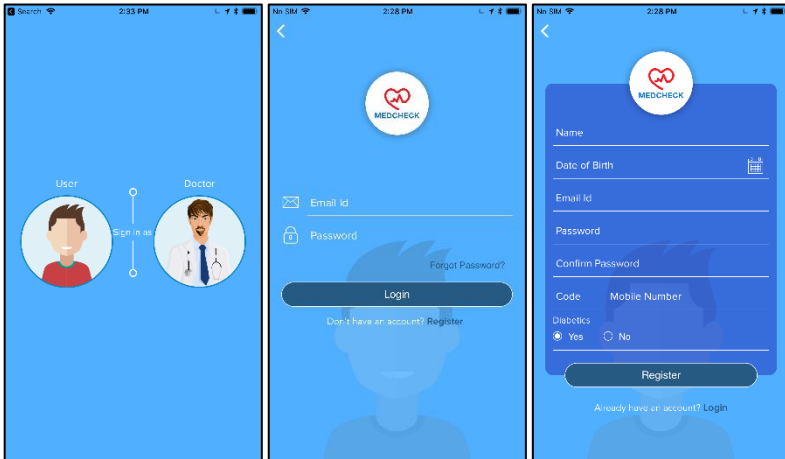 Search
2:33 PM
User
Doctor
Sign in as
No SIM
2:28 PM
MEDCHECK
Email Id
Password
Forgot Password?
Login
Don't have an account? Register
No SIM
2:28 PM
MEDCHECK
Name
Date of Birth
Email Id
Password
Confirm Password
Code Mobile Number
Diabetics
Yes No
Register
Already have an account? Login